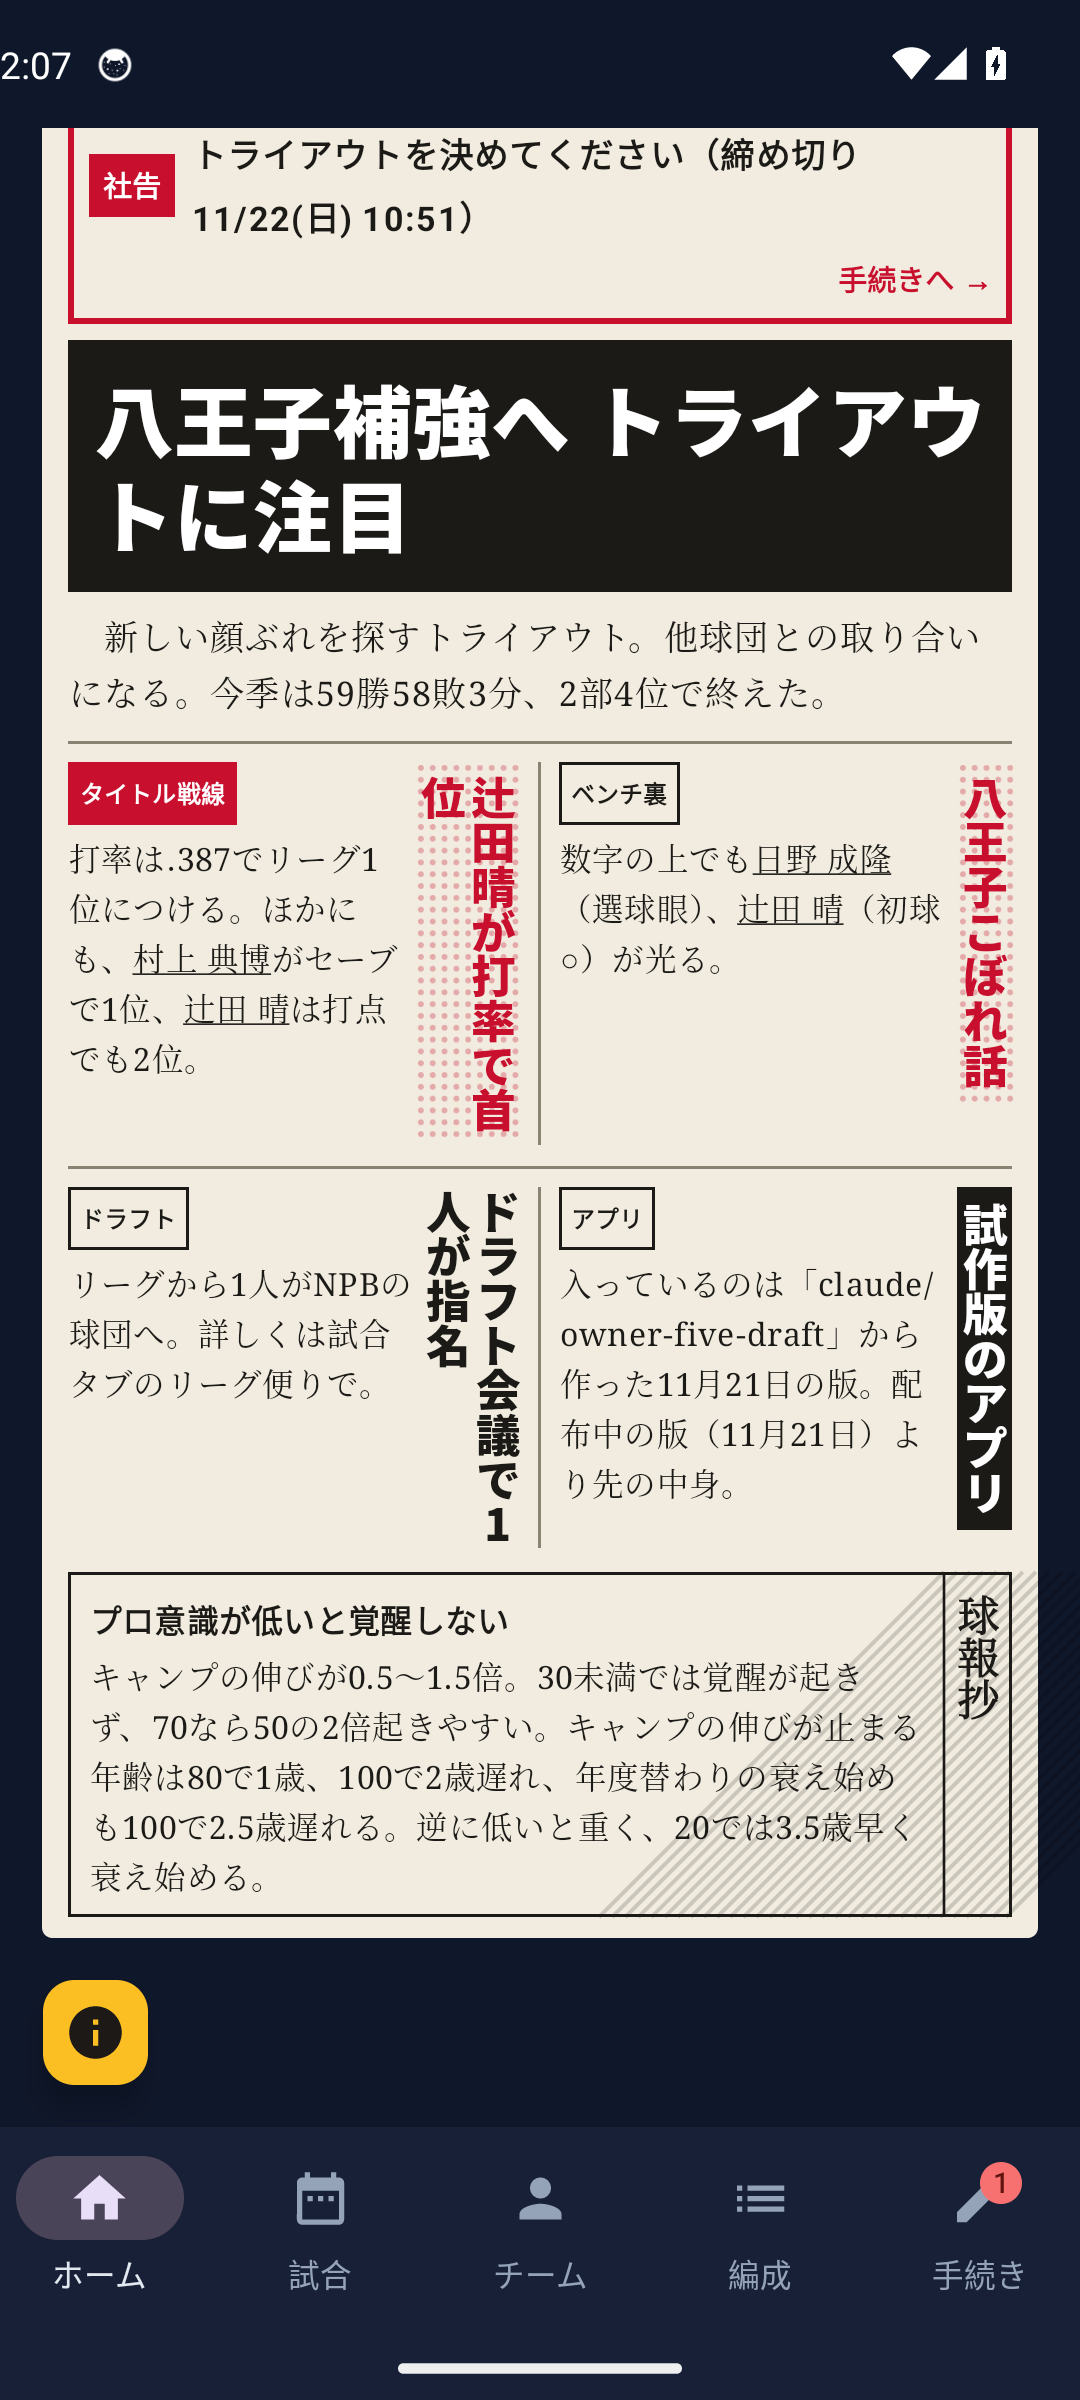 2:07
社告
トライアウトを決めてください（締め切り
11/22(日) 10:51）
手続きへ →
八王子補強へ トライアウ
トに注目
新しい顔ぶれを探すトライアウト。他球団との取り合い
になる。今季は59勝58敗3分、2部4位で終えた。
タイトル戦線
辻田晴が打率で首
位
打率は.387でリーグ1
位につける。ほかに
も、村上 典博がセーブ
で1位、辻田 晴は打点
でも2位。
ベンチ裏
八王子こぼれ話
数字の上でも日野 成隆
（選球眼）、辻田 晴（初球
○）が光る。
ドラフト
ドラフト会議で1
人が指名
リーグから1人がNPBの
球団へ。詳しくは試合
タブのリーグ便りで。
アプリ
試作版のアプリ
入っているのは「claude/
owner-five-draft」から
作った11月21日の版。配
布中の版（11月21日）よ
り先の中身。
球報抄
プロ意識が低いと覚醒しない
キャンプの伸びが0.5〜1.5倍。30未満では覚醒が起き
ず、70なら50の2倍起きやすい。キャンプの伸びが止まる
年齢は80で1歳、100で2歳遅れ、年度替わりの衰え始め
も100で2.5歳遅れる。逆に低いと重く、20では3.5歳早く
衰え始める。
ホーム
試合
チーム
編成
1
手続き